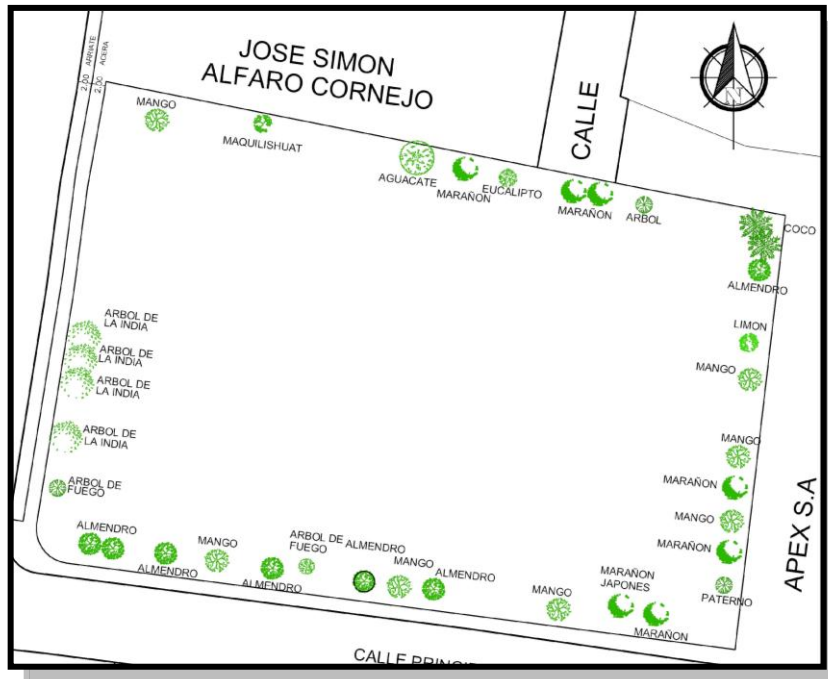 2.00 ARRIATE
2.00 ACERA
JOSE SIMON
ALFARO CORNEJO
CALLE
N
MANGO
MAQUILISHUAT
AGUACATE
MARAÑON
EUCALIPTO
MARAÑON
ARBOL
COCO
ALMENDRO
LIMON
MANGO
MANGO
MARAÑON
MANGO
MARAÑON
PATERNO
APEX S.A
ARBOL DE
LA INDIA
ARBOL DE
LA INDIA
ARBOL DE
LA INDIA
ARBOL DE
LA INDIA
ARBOL DE
FUEGO
ALMENDRO
ALMENDRO
MANGO
ALMENDRO
ARBOL DE
FUEGO
ALMENDRO
MANGO
ALMENDRO
MANGO
MARAÑON
JAPONES
MARAÑON
CALLE